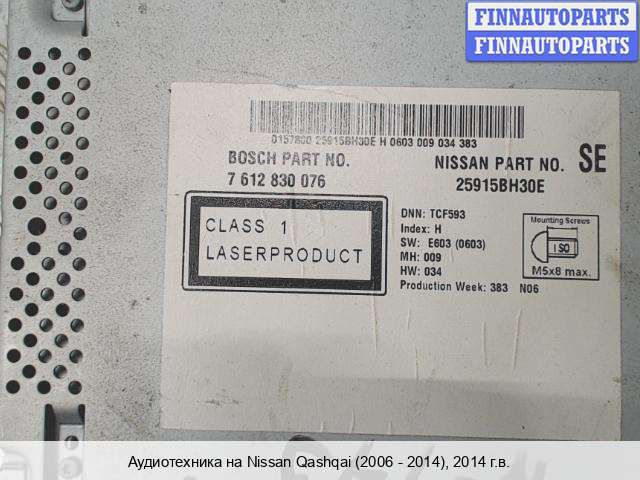 FINNAUTOPARTS
FINNAUTOPARTS
0157800 25915BH30E H 0603 009 034 383
BOSCH PART NO.
7 612 830 076
NISSAN PART NO. SE
25915BH30E
CLASS 1
LASERPRODUCT
DNN: TCF593
Index: H
SW: E603 (0603)
MH: 009
HW: 034
Production Week: 383 N06
Mounting Screws
ISO
M5x8 max.
Аудиотехника на Nissan Qashqai (2006 - 2014), 2014 г.в.